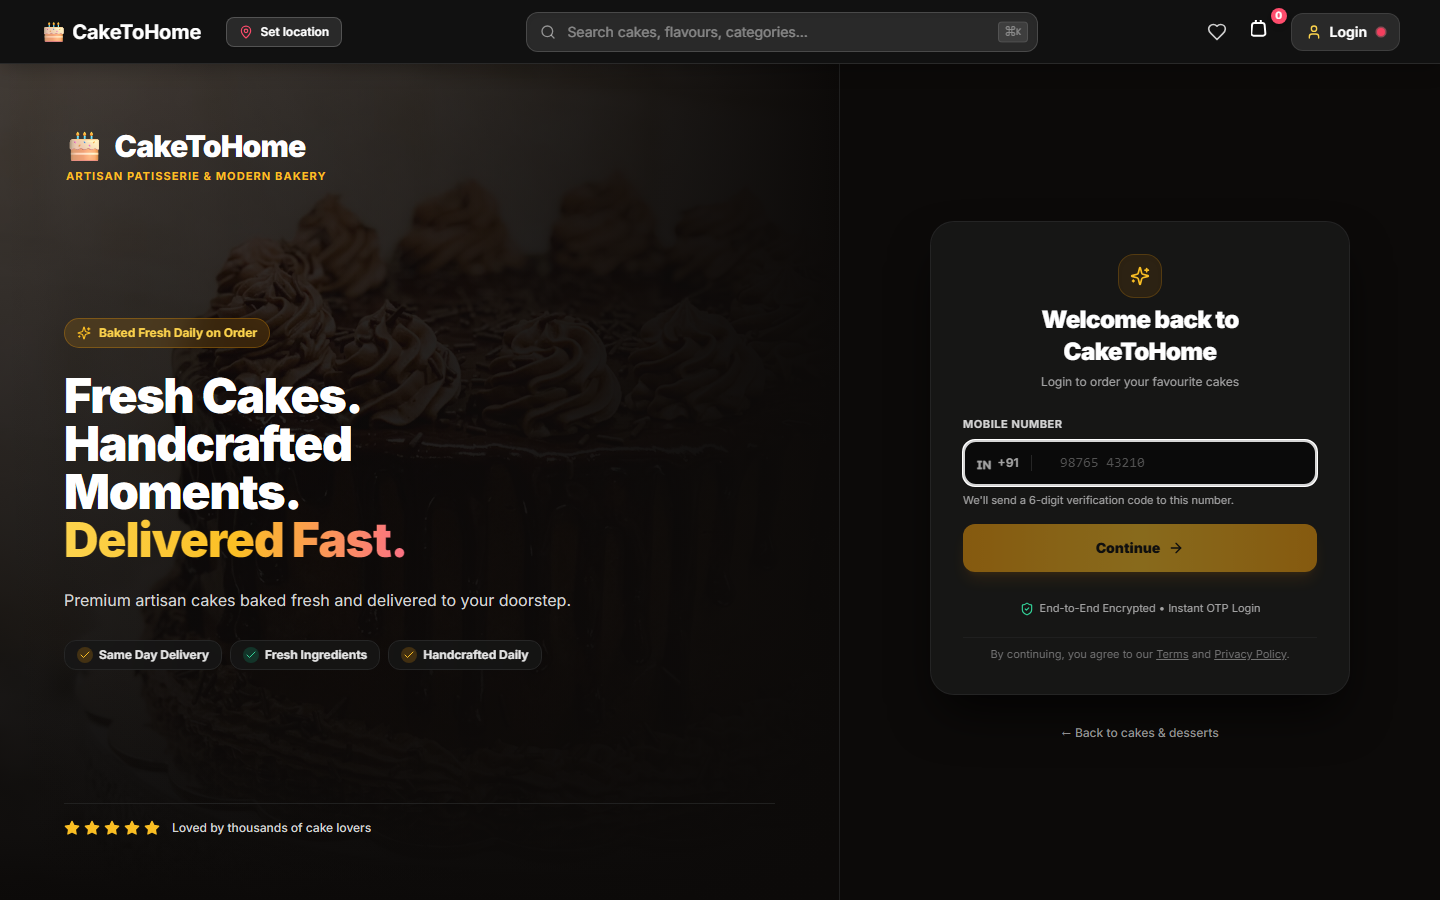 CakeToHome
Set location
Search cakes, flavours, categories...
⌘K
0
Login
CakeToHome
ARTISAN PATISSERIE & MODERN BAKERY
Baked Fresh Daily on Order
Fresh Cakes.
Handcrafted
Moments.
Delivered Fast.
Premium artisan cakes baked fresh and delivered to your doorstep.
Same Day Delivery
Fresh Ingredients
Handcrafted Daily
Loved by thousands of cake lovers
Welcome back to
CakeToHome
Login to order your favourite cakes
MOBILE NUMBER
IN +91 98765 43210
We'll send a 6-digit verification code to this number.
Continue →
End-to-End Encrypted • Instant OTP Login
By continuing, you agree to our Terms and Privacy Policy.
← Back to cakes & desserts